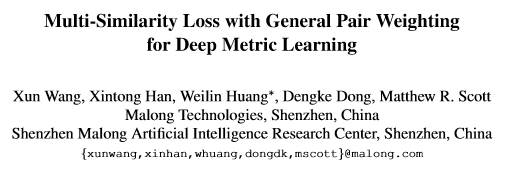 Multi-Similarity Loss with General Pair Weighting
for Deep Metric Learning
Xun Wang, Xintong Han, Weilin Huang*, Dengke Dong, Matthew R. Scott
Malong Technologies, Shenzhen, China
Shenzhen Malong Artificial Intelligence Research Center, Shenzhen, China
{xunwang,xinhan,whuang,dongdk,mscott}@malong.com